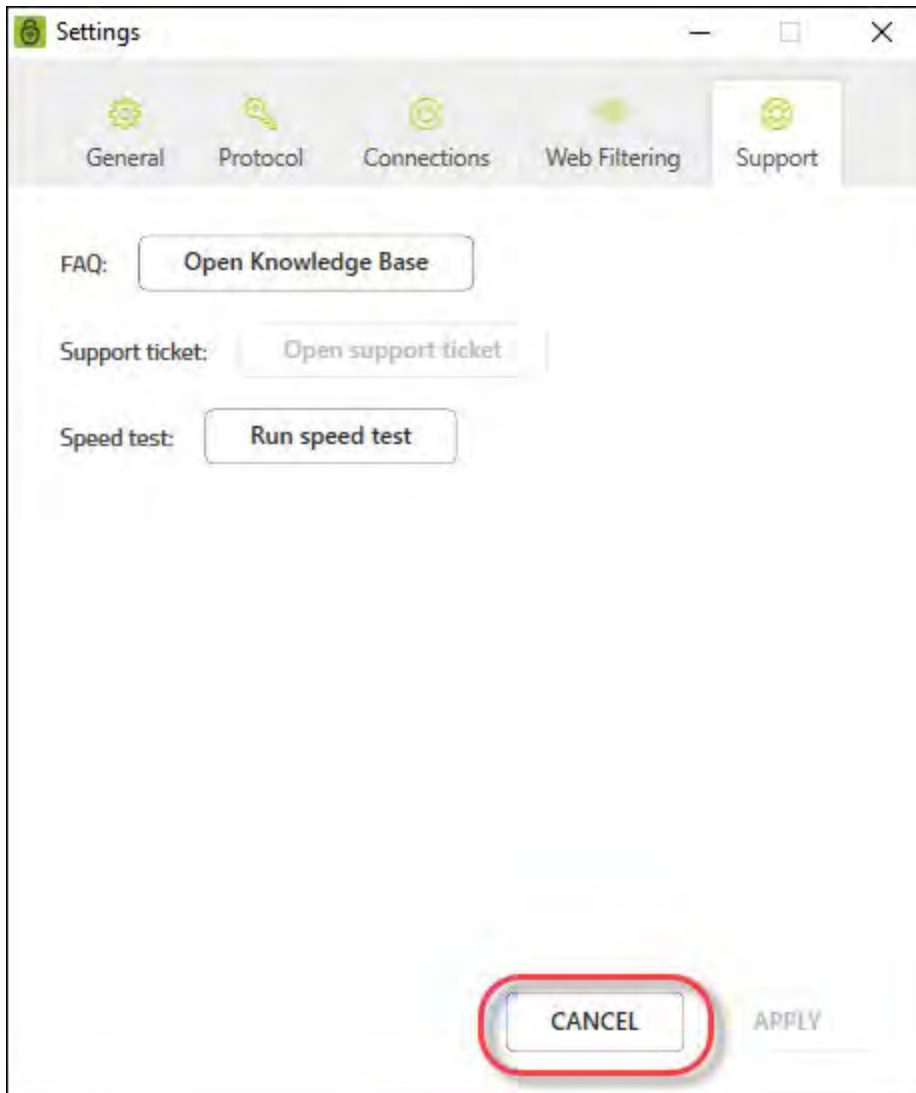 Settings
General Protocol Connections Web Filtering Support
FAQ: Open Knowledge Base
Support ticket: Open support ticket
Speed test: Run speed test
CANCEL APPLY